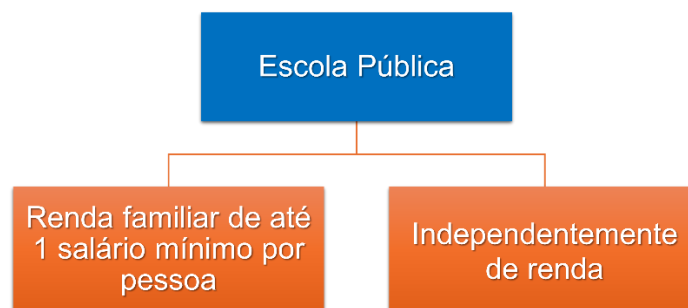 Escola Pública
Renda familiar de até
1 salário mínimo por
pessoa
Independentemente
de renda